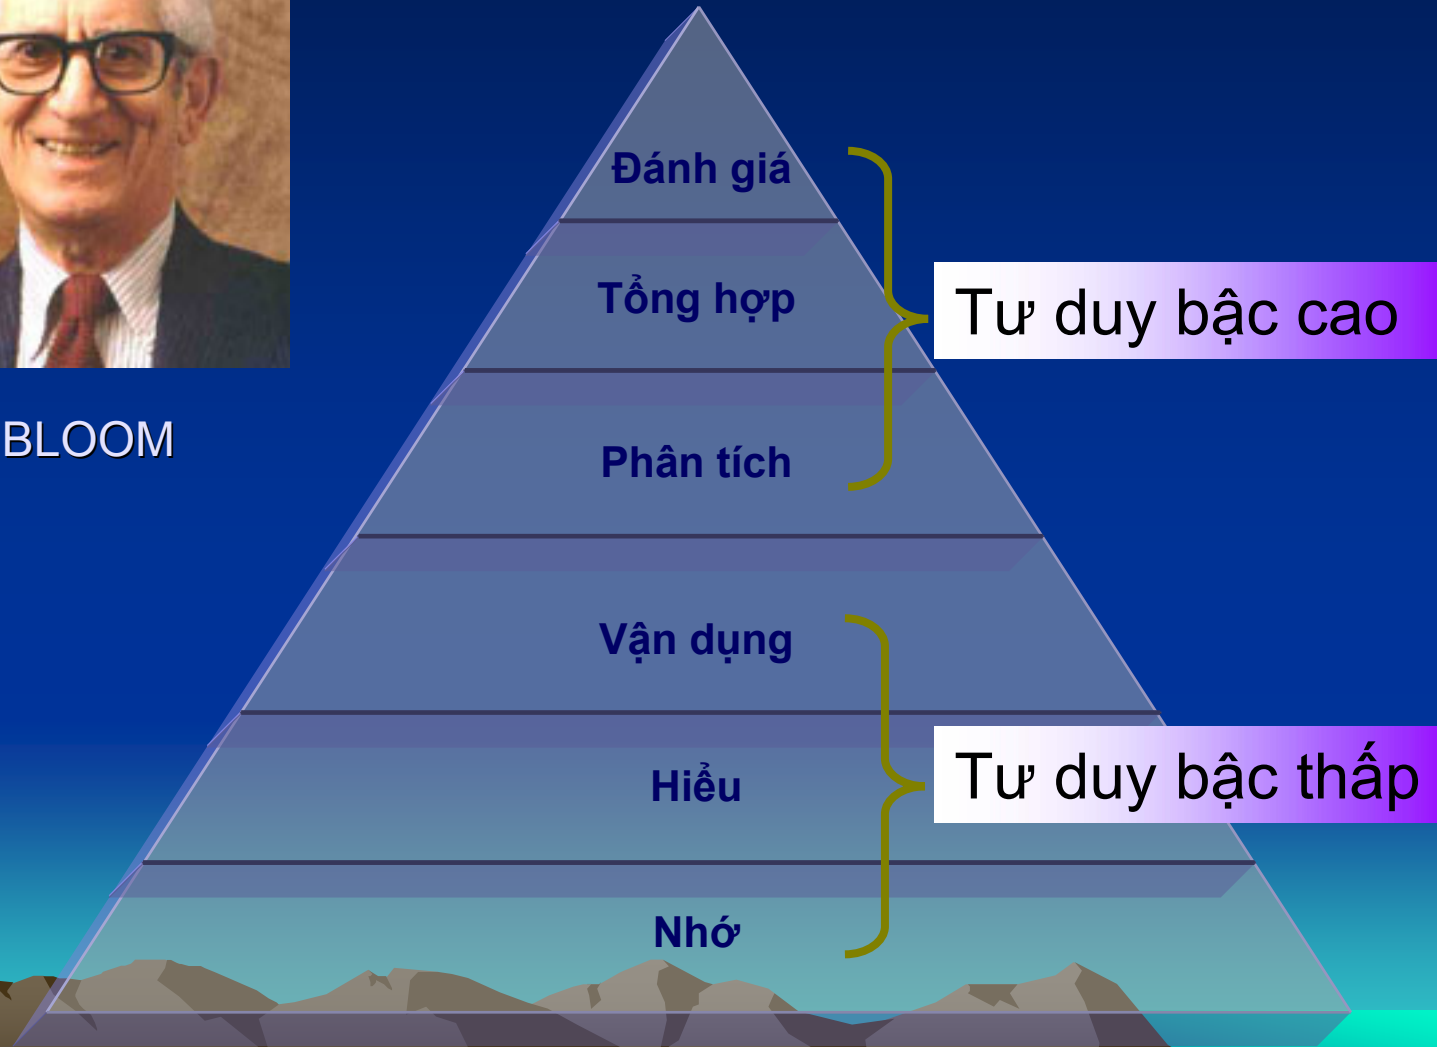 Đánh giá
Tổng hợp
Tư duy bậc cao
BLOOM
Phân tích
Vận dụng
Hiểu
Tư duy bậc thấp
Nhớ